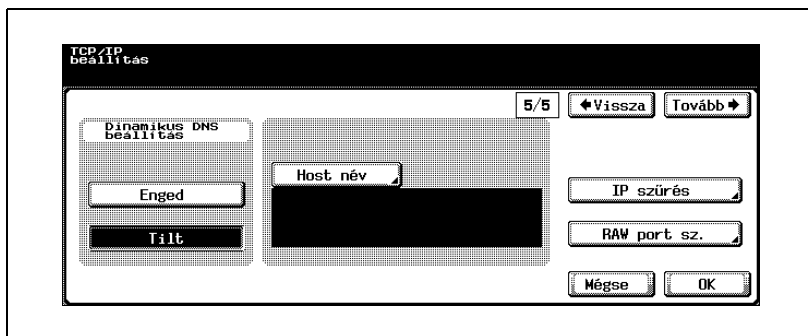 TCP/IP
beállítás
5/5
Vissza
Tovább
Dinamikus DNS
beállítás
Enged
Tilt
Host név
IP szűrés
RAW port sz.
Mégse
OK